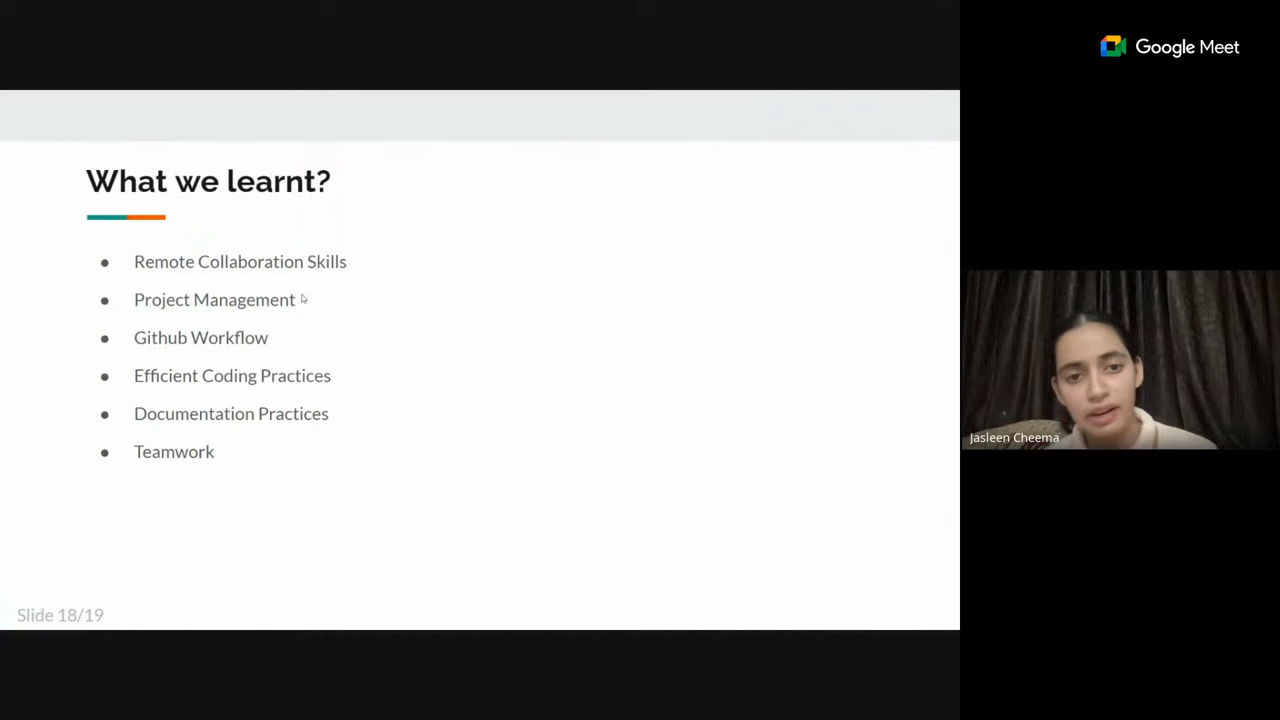 Google Meet
What we learnt?
● Remote Collaboration Skills
● Project Management
● Github Workflow
● Efficient Coding Practices
● Documentation Practices
● Teamwork
Jasleen Cheema
Slide 18/19